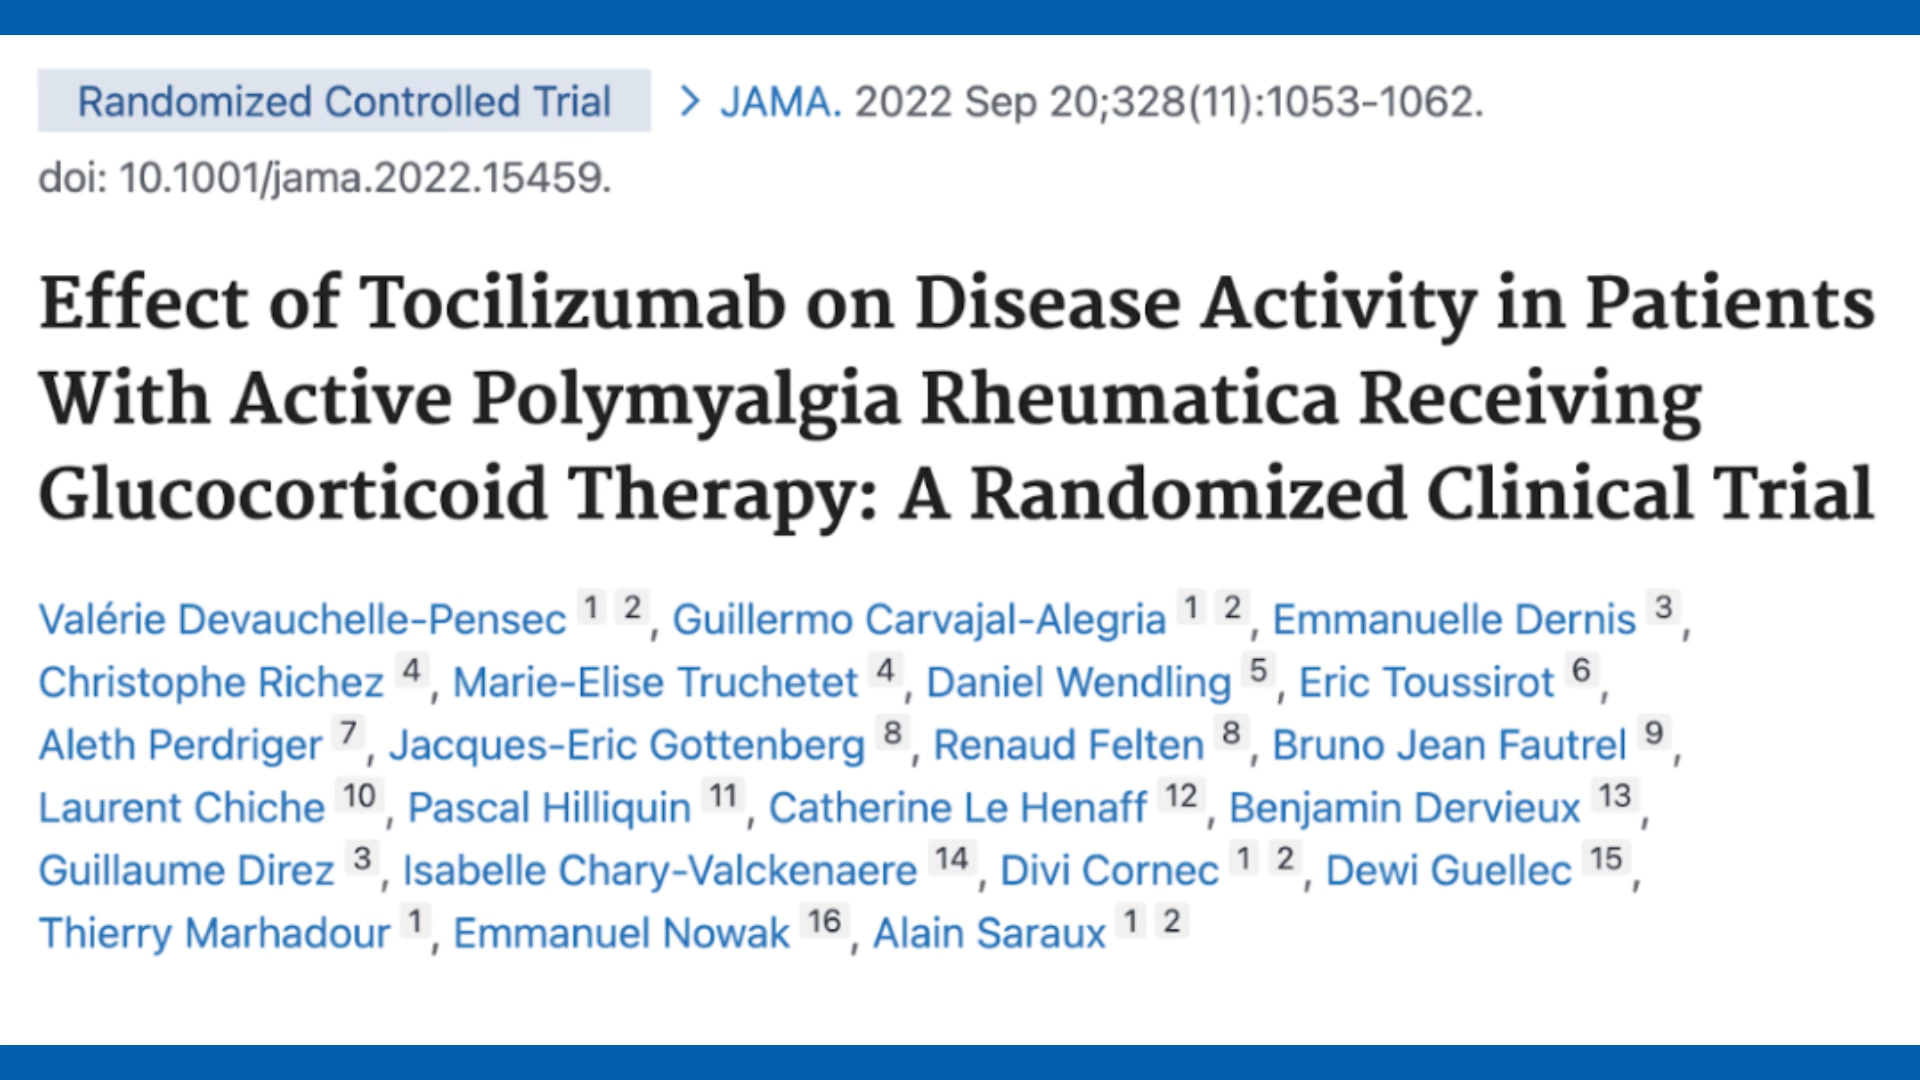 Randomized Controlled Trial > JAMA. 2022 Sep 20;328(11):1053-1062.
doi: 10.1001/jama.2022.15459.
Effect of Tocilizumab on Disease Activity in Patients
With Active Polymyalgia Rheumatica Receiving
Glucocorticoid Therapy: A Randomized Clinical Trial
Valérie Devauchelle-Pensec 1 2, Guillermo Carvajal-Alegria 1 2, Emmanuelle Dernis 3,
Christophe Richez 4, Marie-Elise Truchetet 4, Daniel Wendling 5, Eric Toussirot 6,
Aleth Perdriger 7, Jacques-Eric Gottenberg 8, Renaud Felten 8, Bruno Jean Fautrel 9,
Laurent Chiche 10, Pascal Hilliquin 11, Catherine Le Henaff 12, Benjamin Dervieux 13,
Guillaume Direz 3, Isabelle Chary-Valckenaere 14, Divi Cornec 1 2, Dewi Guellec 15,
Thierry Marhadour 1, Emmanuel Nowak 16, Alain Saraux 1 2